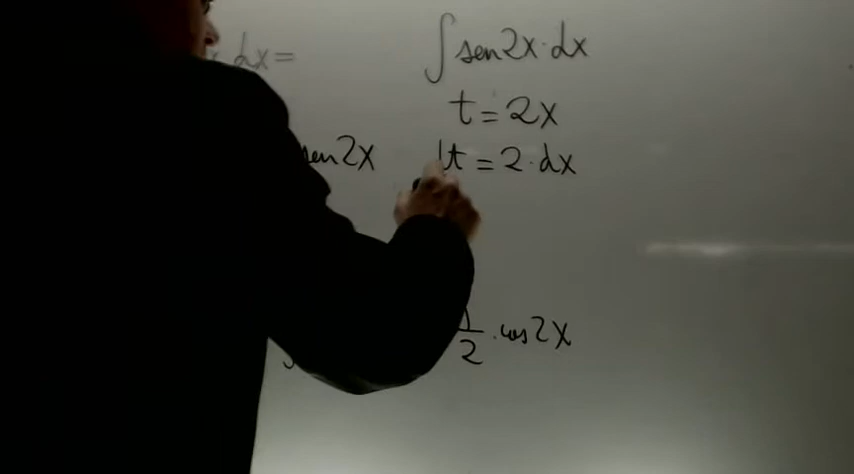 dx =
∫ sen2x·dx
t = 2x
sen2x
dt = 2·dx
1/2 · cos2x